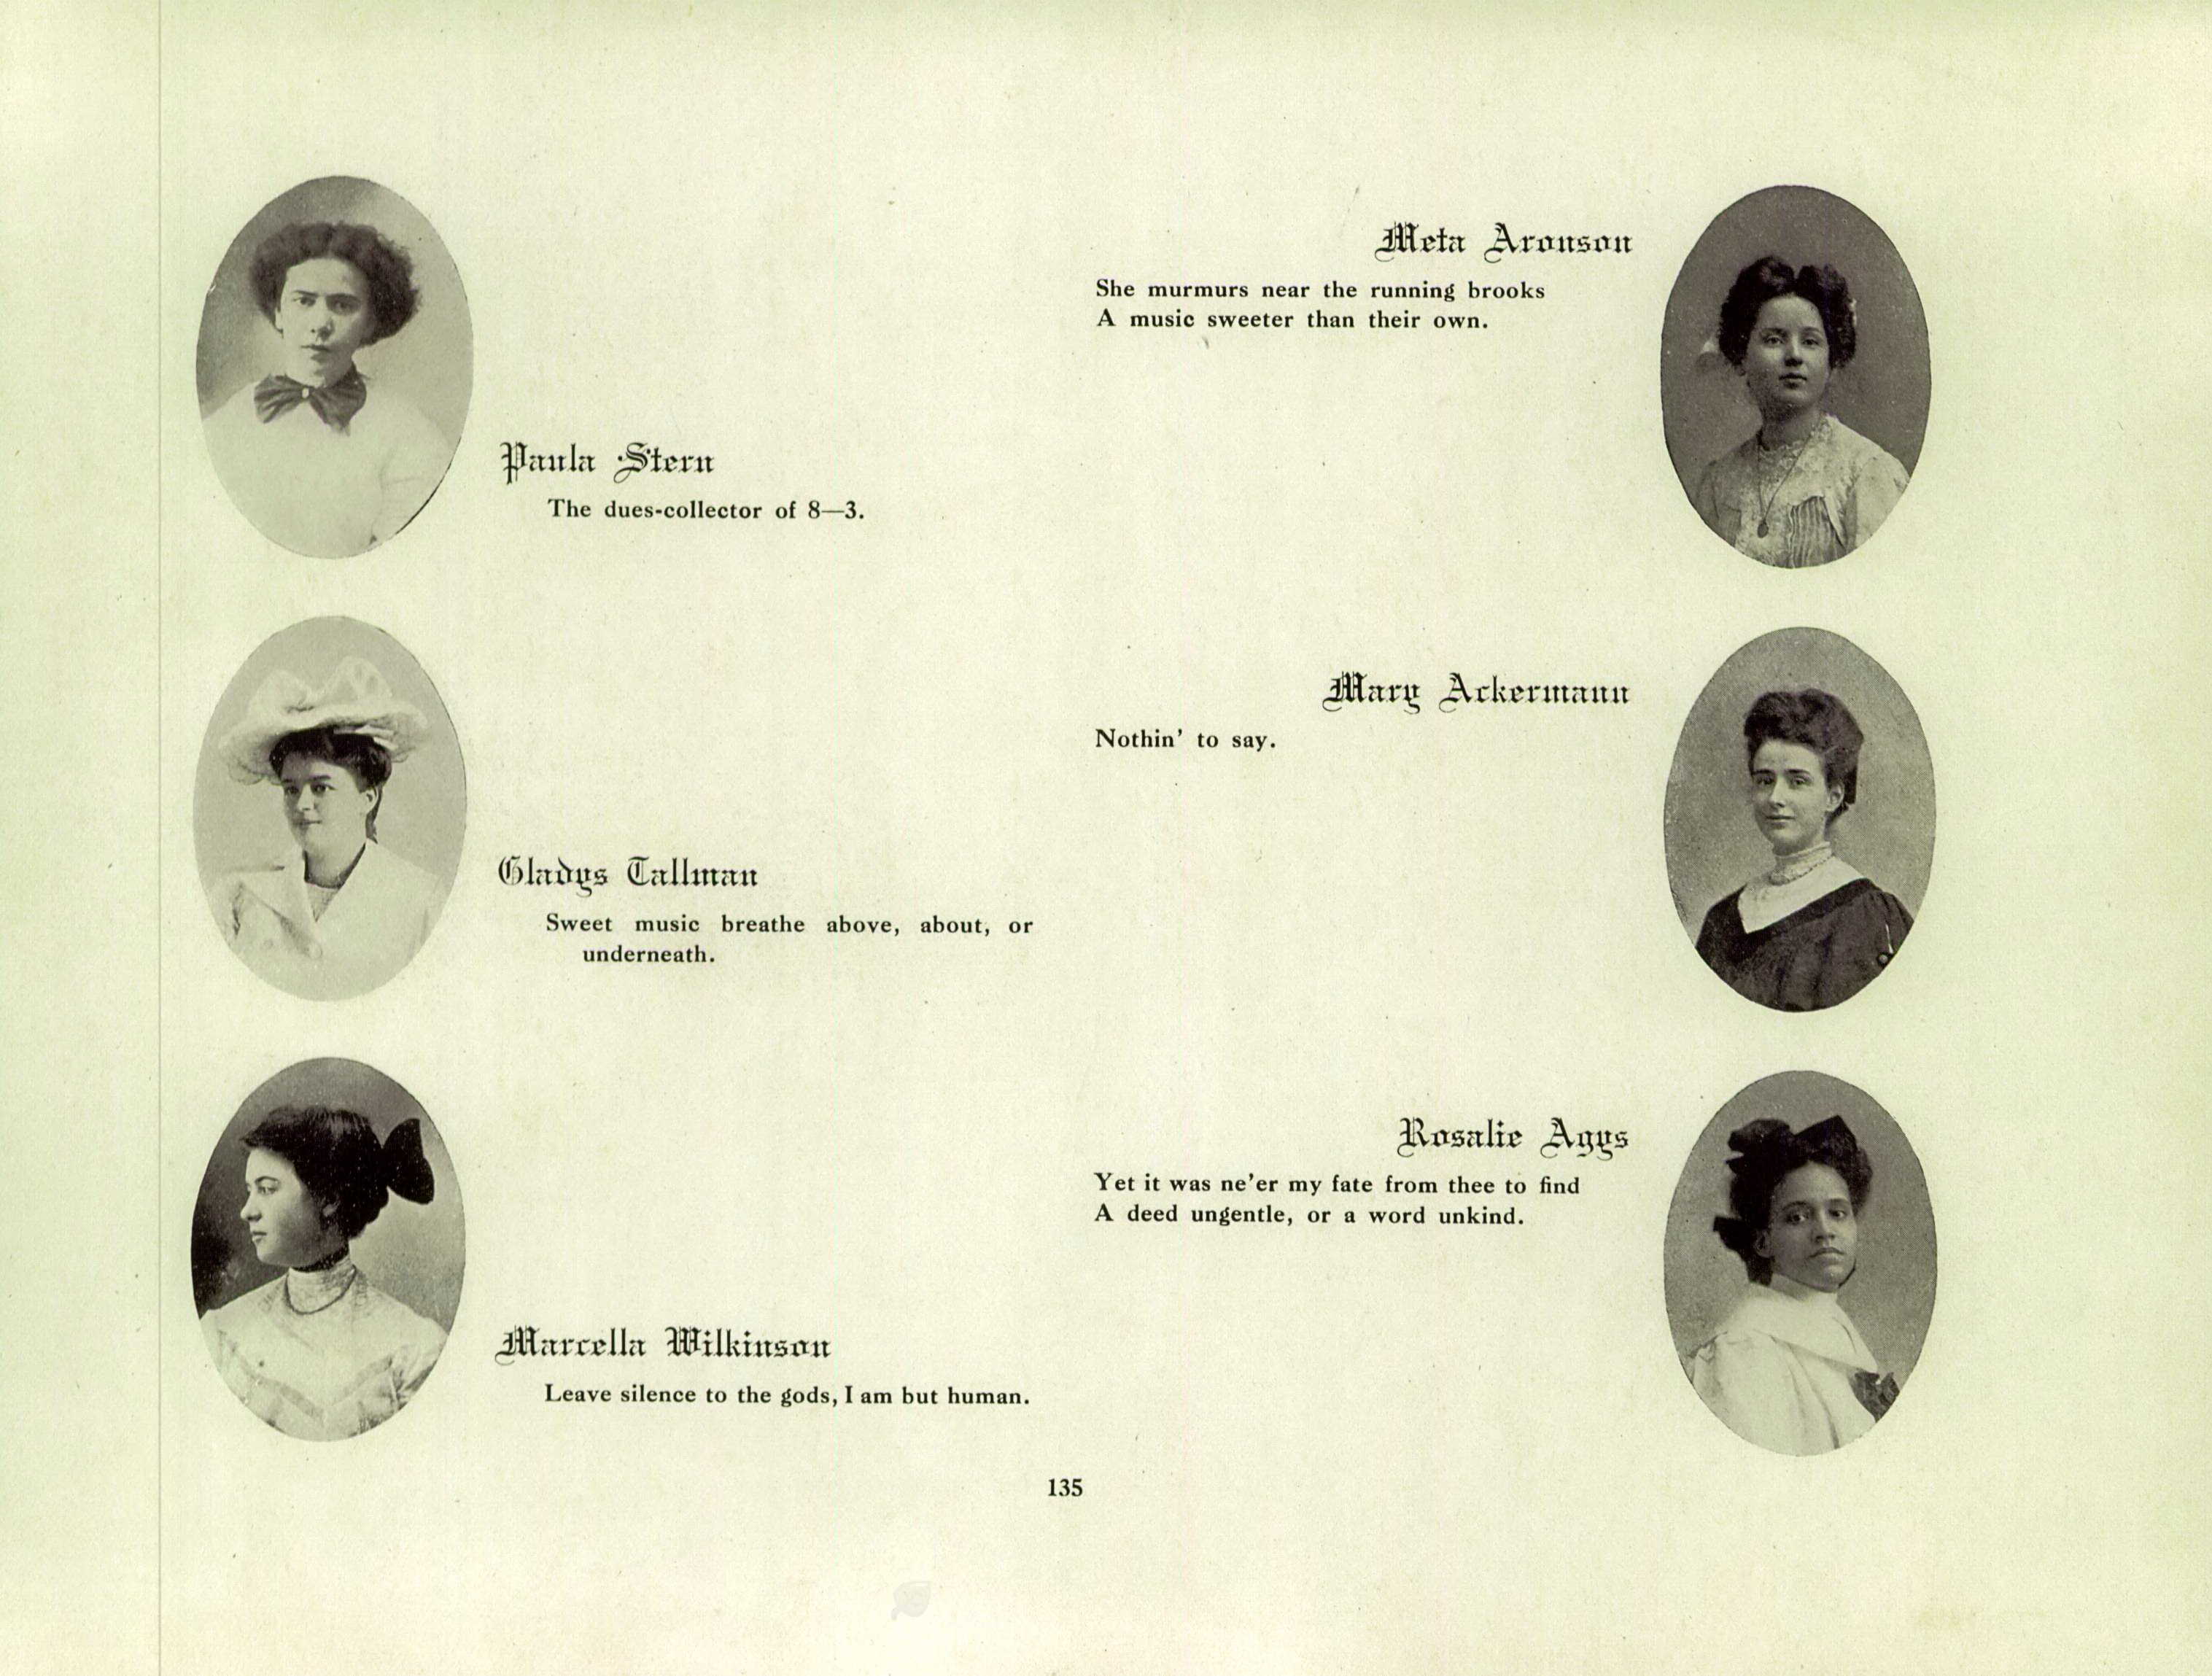 Paula Stern
The dues-collector of 8—3.
Gladys Tallman
Sweet music breathe above, about, or
underneath.
Marcella Wilkinson
Leave silence to the gods, I am but human.
Meta Aronson
She murmurs near the running brooks
A music sweeter than their own.
Mary Ackermann
Nothin' to say.
Rosalie Aggs
Yet it was ne'er my fate from thee to find
A deed ungentle, or a word unkind.
135